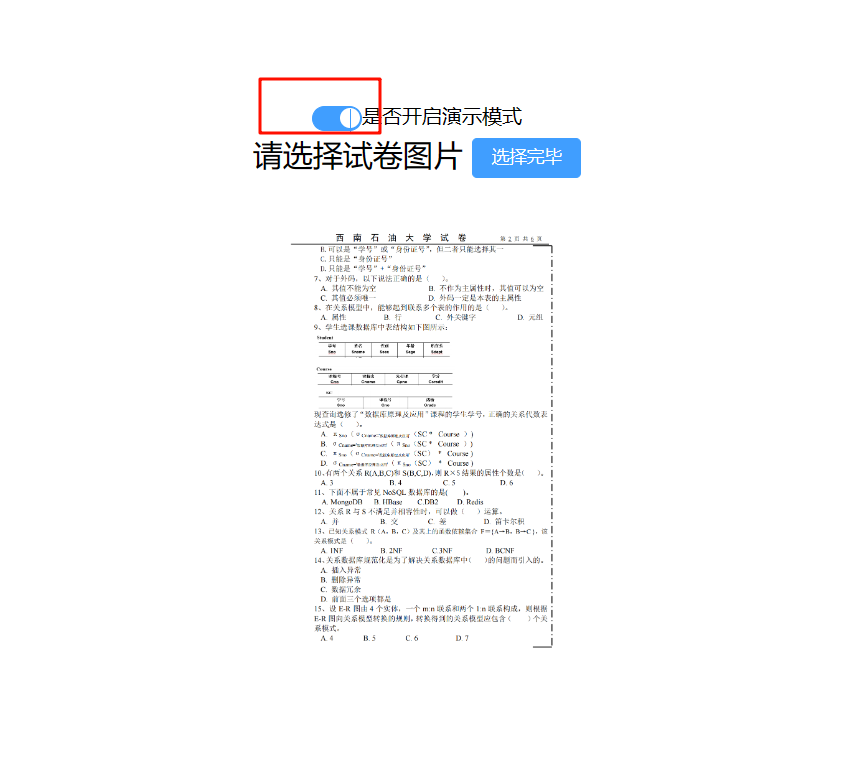 是否开启演示模式
请选择试卷图片 选择完毕
西 南 石 油 大 学 试 卷 第 2 页 共 6 页
B. 可以是“学号”或“身份证号”，但二者只能选择其一
C. 只能是“身份证号”
D. 只能是“学号”+“身份证号”
7、对于外码，以下说法正确的是（ ）。
A. 其值不能为空 B. 不作为主属性时，其值可以为空
C. 其值必须唯一 D. 外码一定是本表的主属性
8、在关系模型中，能够起到联系多个表的作用的是（ ）。
A. 属性 B. 行 C. 外关键字 D. 元组
9、学生选课数据库中表结构如下图所示：
Student
学号 姓名 性别 年龄 所在系
Sno Sname Ssex Sage Sdept
Course
课程号 课程名 先行课 学分
Cno Cname Cpno Ccredit
SC
学号 课程号 成绩
Sno Cno Grade
现查询选修了“数据库原理及应用”课程的学生学号，正确的关系代数表
达式是（ ）。
A. π Sno（σ Cname='数据库原理及应用'（SC * Course ））
B. σ Cname='数据库原理及应用'（π Sno（SC * Course ））
C. π Sno（σ Cname='数据库原理及应用'（SC） * Course ）
D. σ Cname='数据库原理及应用'（π Sno（SC） * Course ）
10、有两个关系 R(A,B,C)和 S(B,C,D)，则 R×S 结果的属性个数是( )。
A. 3 B. 4 C. 5 D. 6
11、下面不属于常见 NoSQL 数据库的是( )。
A. MongoDB B. HBase C.DB2 D. Redis
12、关系 R 与 S 不满足并相容性时，可以做（ ）运算。
A. 并 B. 交 C. 差 D. 笛卡尔积
13、已知关系模式 R（A，B，C）及其上的函数依赖集合 F={A→B，B→C}，该
关系模式是（ ）。
A. 1NF B. 2NF C.3NF D. BCNF
14、关系数据库规范化是为了解决关系数据库中（ ）的问题而引入的。
A. 插入异常
B. 删除异常
C. 数据冗余
D. 前面三个选项都是
15、设 E-R 图由 4 个实体，一个 m:n 联系和两个 1:n 联系构成，则根据
E-R 图向关系模型转换的规则，转换得到的关系模型应包含（ ）个关
系模式。
A. 4 B. 5 C. 6 D. 7